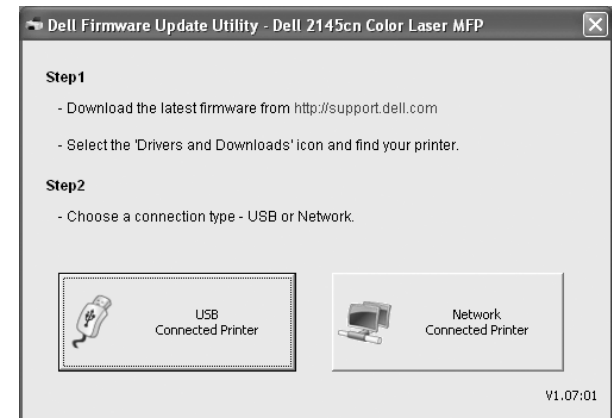 Dell Firmware Update Utility - Dell 2145cn Color Laser MFP
Step1
- Download the latest firmware from http://support.dell.com
- Select the 'Drivers and Downloads' icon and find your printer.
Step2
- Choose a connection type - USB or Network.
USB
Connected Printer
Network
Connected Printer
V1.07:01